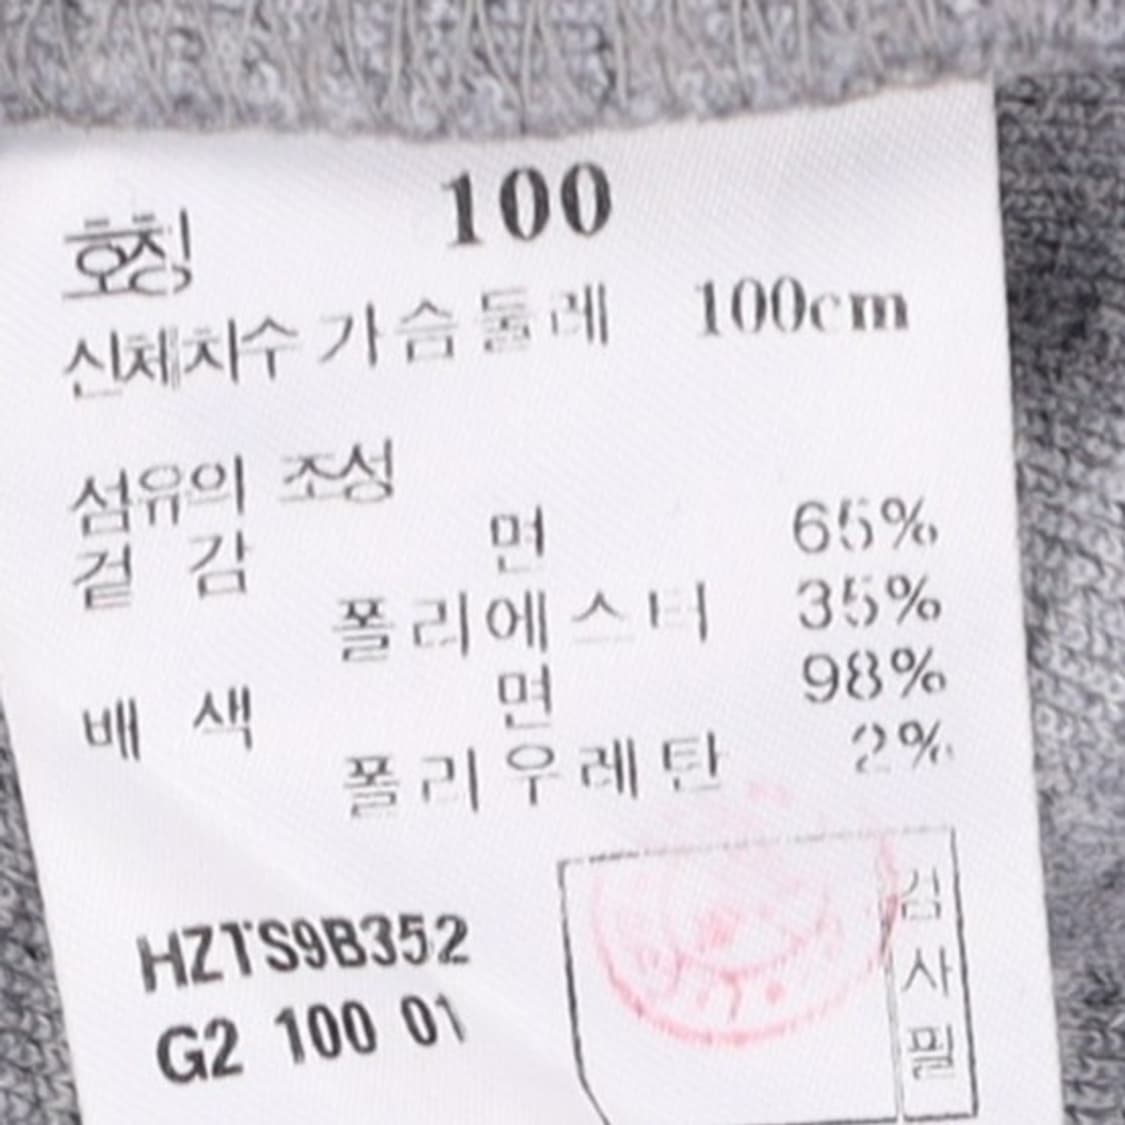 호칭 100
신체치수 가슴둘레 100cm
섬유의 조성
겉 감 면 65%
폴리에스터 35%
배 색 면 98%
폴리우레탄 2%
HZTS9B352
G2 100 01
검사필